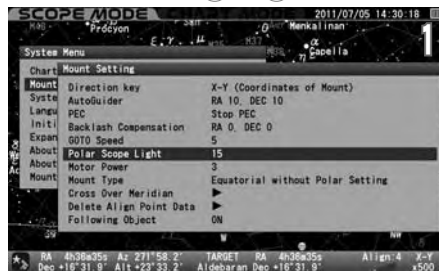 SCOPE MODE 2011/07/05 14:30:18
Procyon Menkalinan 1
E.γ. μ H37 α
η Capella
System Menu
Chart Mount Setting
Mount Direction key X-Y (Coordinates of Mount)
Syste AutoGuider RA 10, DEC 10
Langu PEC Stop PEC
Initi Backlash Compensation RA 0, DEC 0
Expan GOTO Speed 5
About Polar Scope Light 15
About Motor Power 3
Mount Mount Type Equatorial without Polar Setting
Cross Over Meridian ▶
Delete Align Point Data ▶
Following Object ON
W NW
RA 4h36m35s Az 271°58.2' TARGET RA 4h36m35s Align:4 X-Y
Dec +16°31.9' Alt +23°33.2' Aldebaran Dec +16°31.9' x500